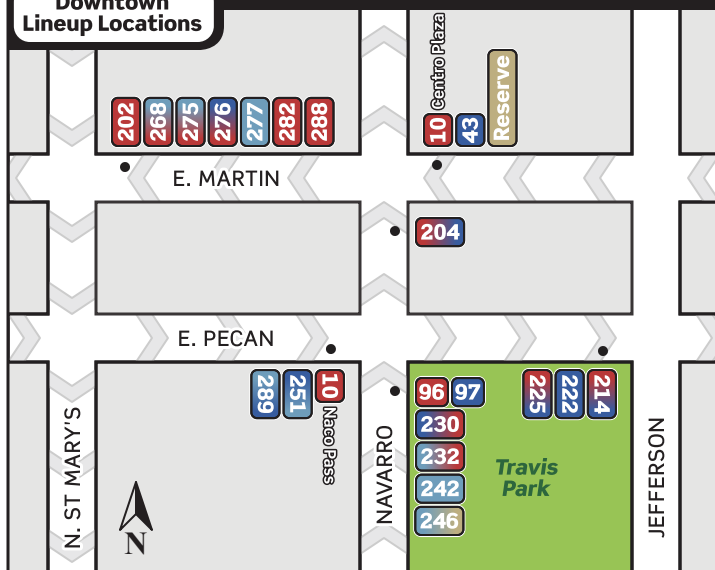 Downtown
Lineup Locations
202
268
275
276
277
282
288
10
Centro Plaza
43
Reserve
E. MARTIN
204
E. PECAN
289
251
10
Naco Pass
96
97
230
232
242
246
225
222
214
Travis
Park
N. ST MARY'S
NAVARRO
JEFFERSON
N